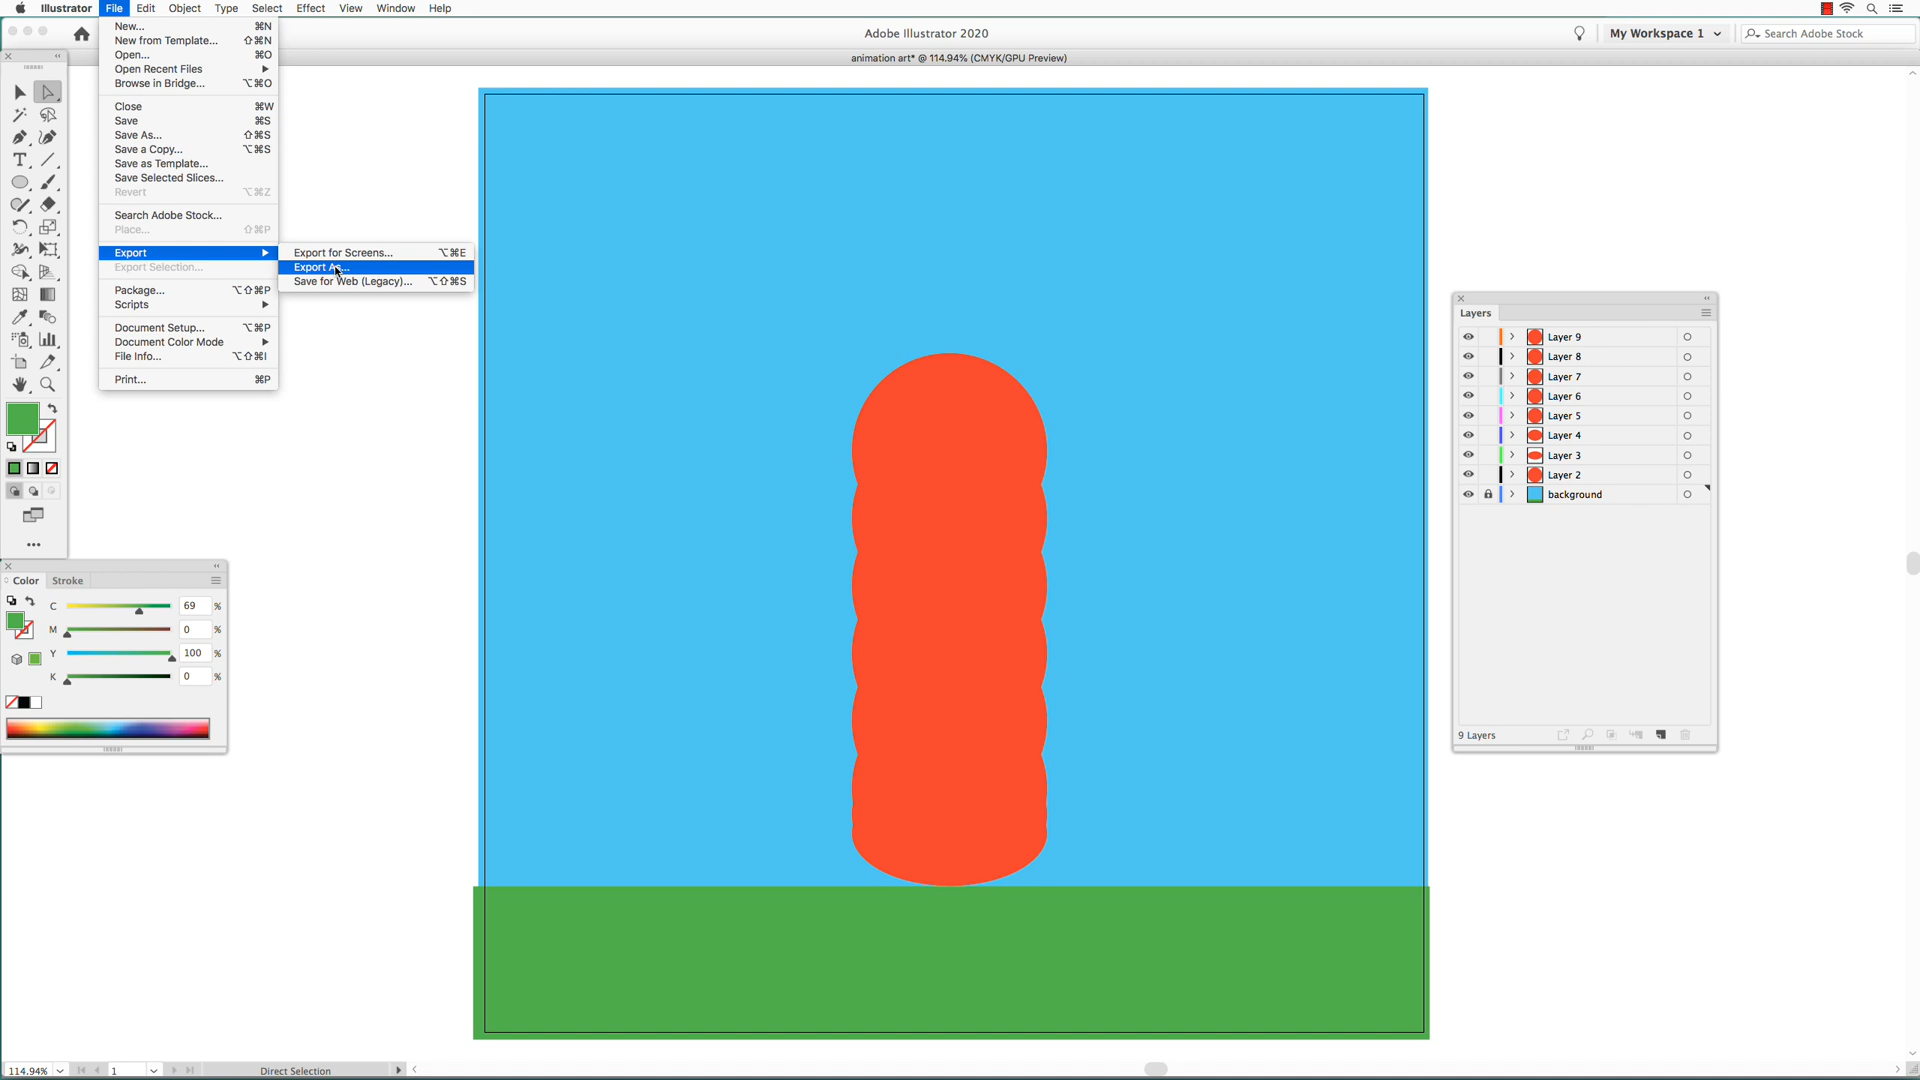 Illustrator File Edit Object Type Select Effect View Window Help
Adobe Illustrator 2020
My Workspace 1
Search Adobe Stock
animation art* @ 114.94% (CMYK/GPU Preview)
New... ⌘N
New from Template... ⇧⌘N
Open... ⌘O
Open Recent Files
Browse in Bridge... ⌥⌘O
Close ⌘W
Save ⌘S
Save As... ⇧⌘S
Save a Copy... ⌥⌘S
Save as Template...
Save Selected Slices...
Revert ⌥⌘Z
Search Adobe Stock...
Place... ⇧⌘P
Export
Export Selection...
Package... ⌥⇧⌘P
Scripts
Document Setup... ⌥⌘P
Document Color Mode
File Info... ⌥⇧⌘I
Print... ⌘P
Export for Screens... ⌥⌘E
Export As...
Save for Web (Legacy)... ⌥⇧⌘S
Color Stroke
C 69 %
M 0 %
Y 100 %
K 0 %
Layers
Layer 9
Layer 8
Layer 7
Layer 6
Layer 5
Layer 4
Layer 3
Layer 2
background
9 Layers
114.94% 1 Direct Selection